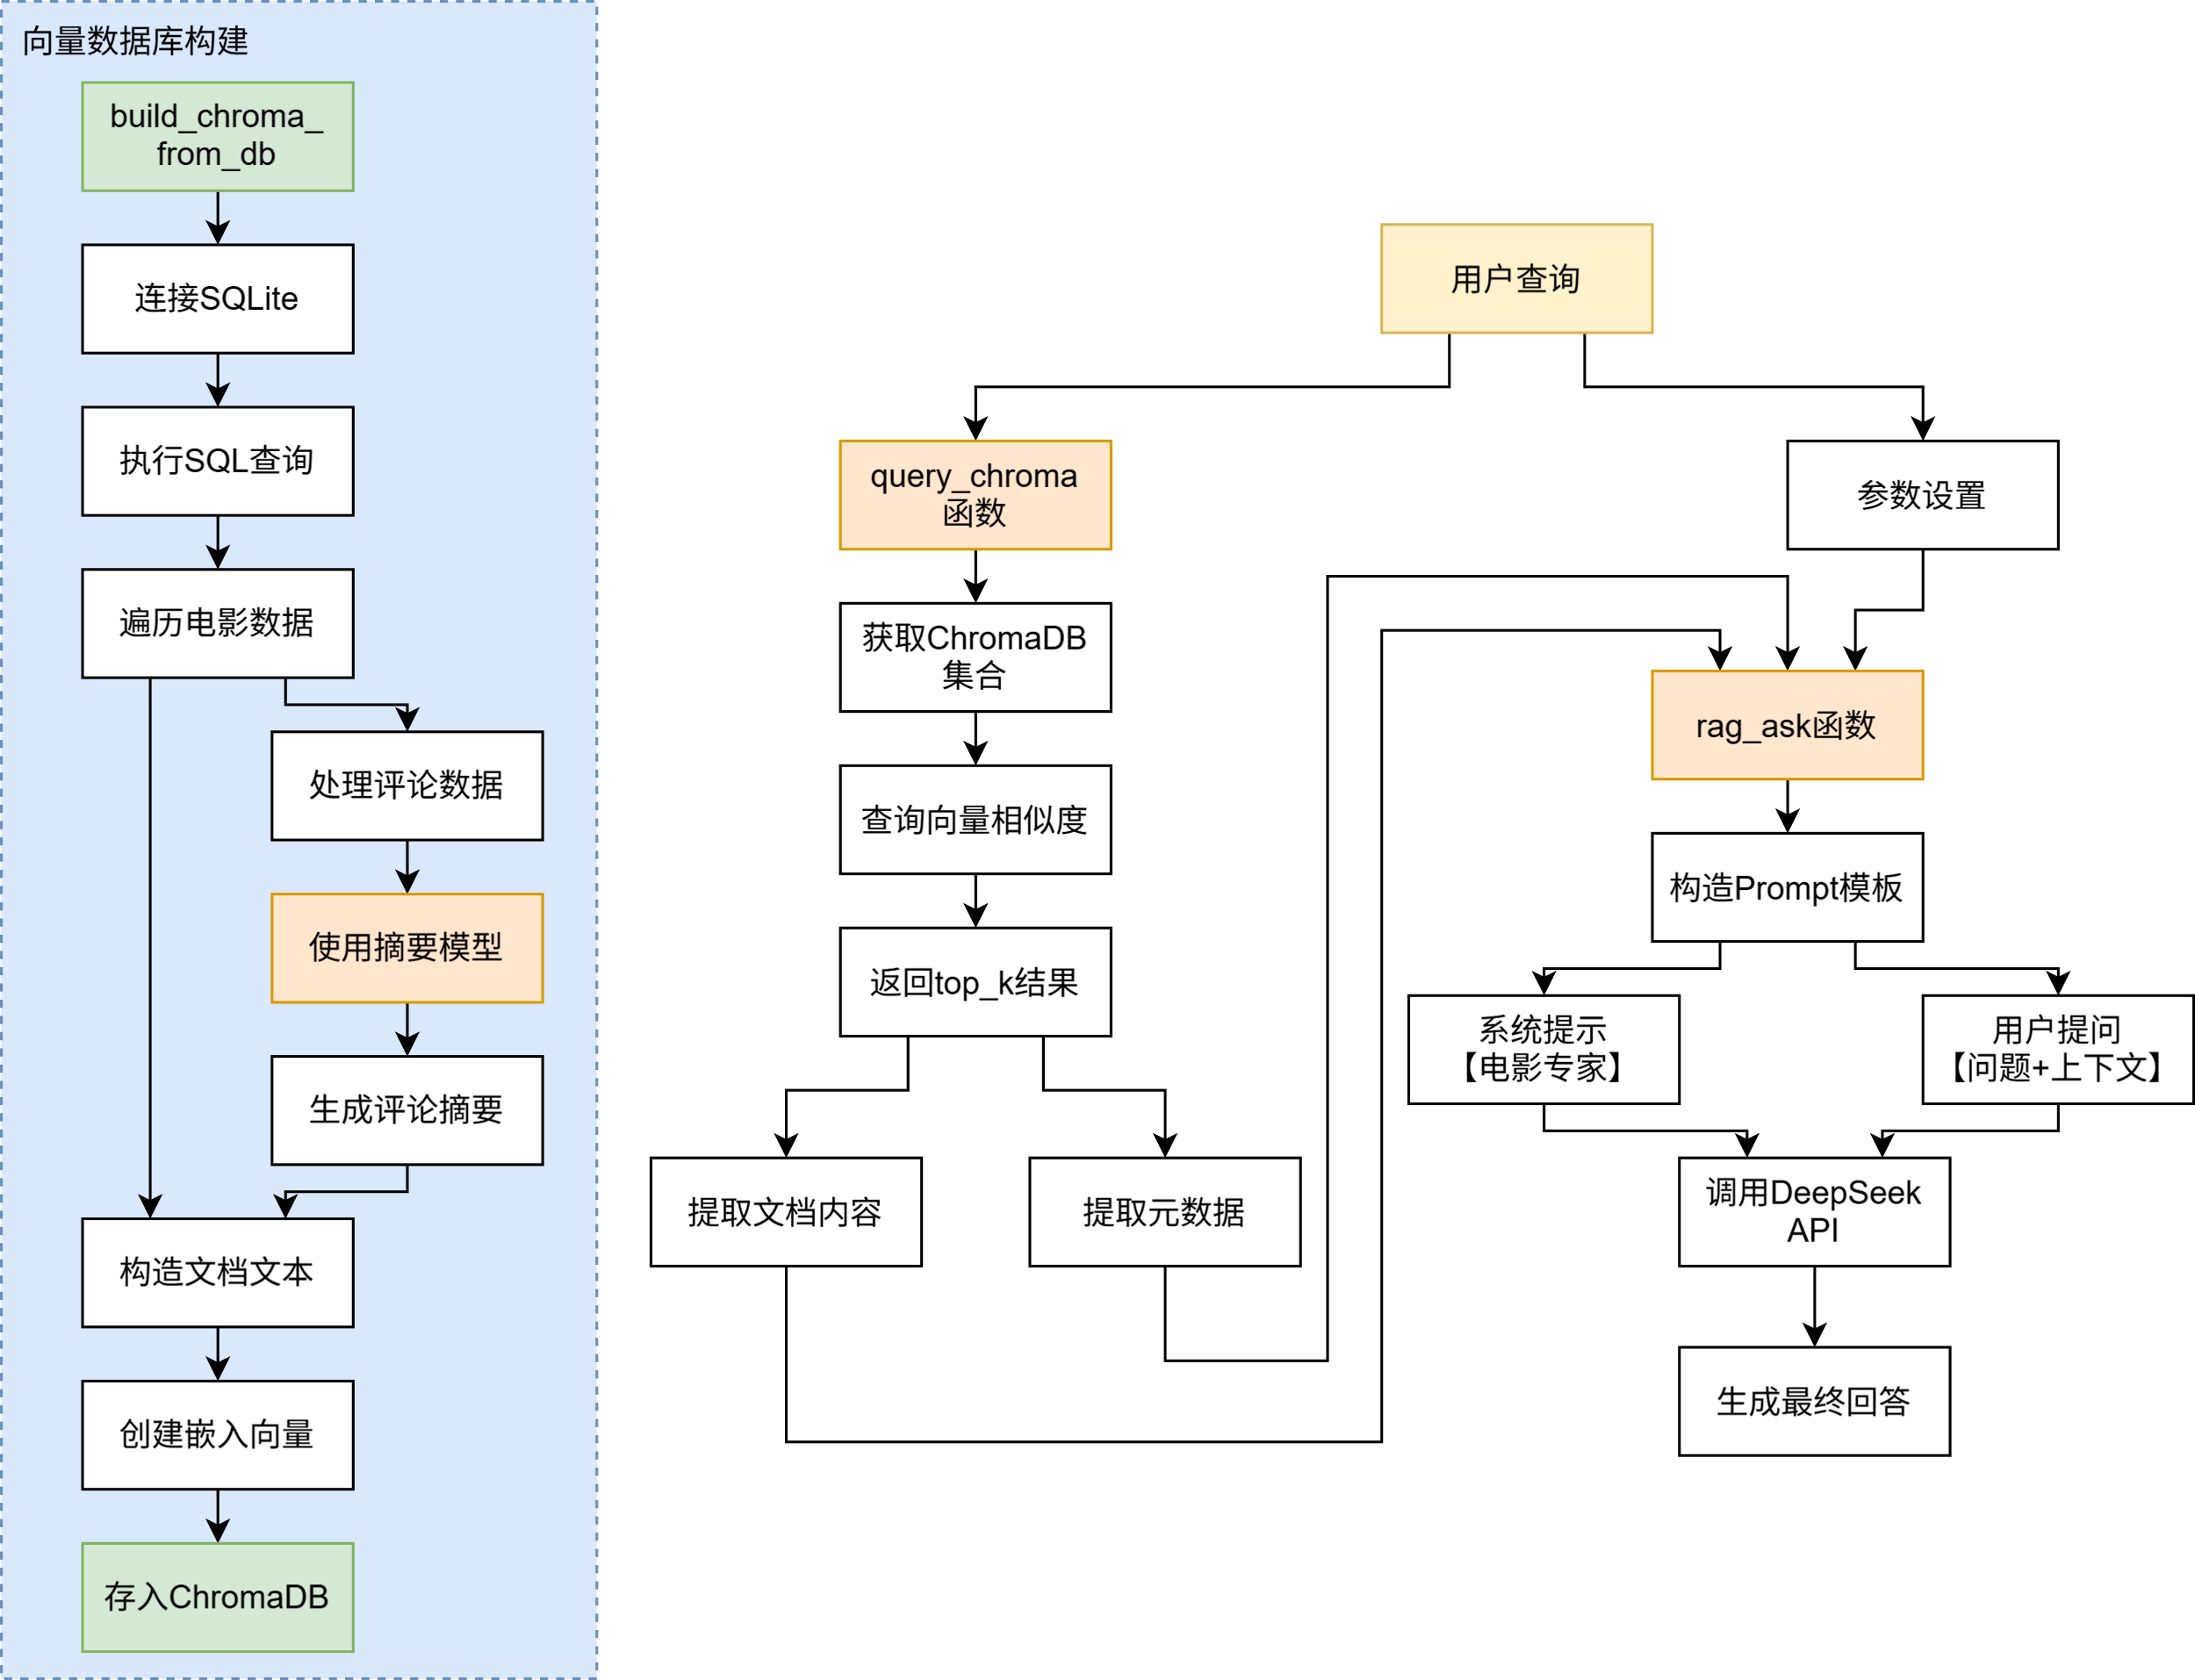 向量数据库构建
build_chroma_
from_db
连接SQLite
执行SQL查询
遍历电影数据
处理评论数据
使用摘要模型
生成评论摘要
构造文档文本
创建嵌入向量
存入ChromaDB
用户查询
query_chroma
函数
获取ChromaDB
集合
查询向量相似度
返回top_k结果
提取文档内容
提取元数据
参数设置
rag_ask函数
构造Prompt模板
系统提示
【电影专家】
用户提问
【问题+上下文】
调用DeepSeek
API
生成最终回答